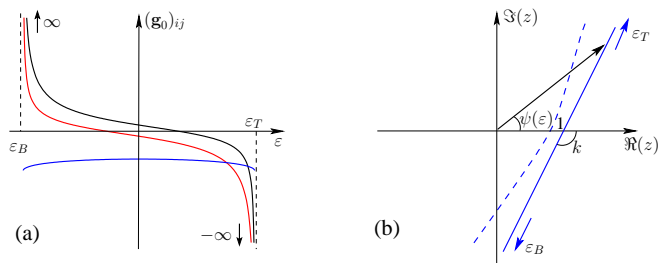 ∞
(g₀)ᵢⱼ
ε_T
ε_B
ε
−∞
(a)
ℑ(z)
ε_T
ψ(ε)
1
k
ℜ(z)
ε_B
(b)